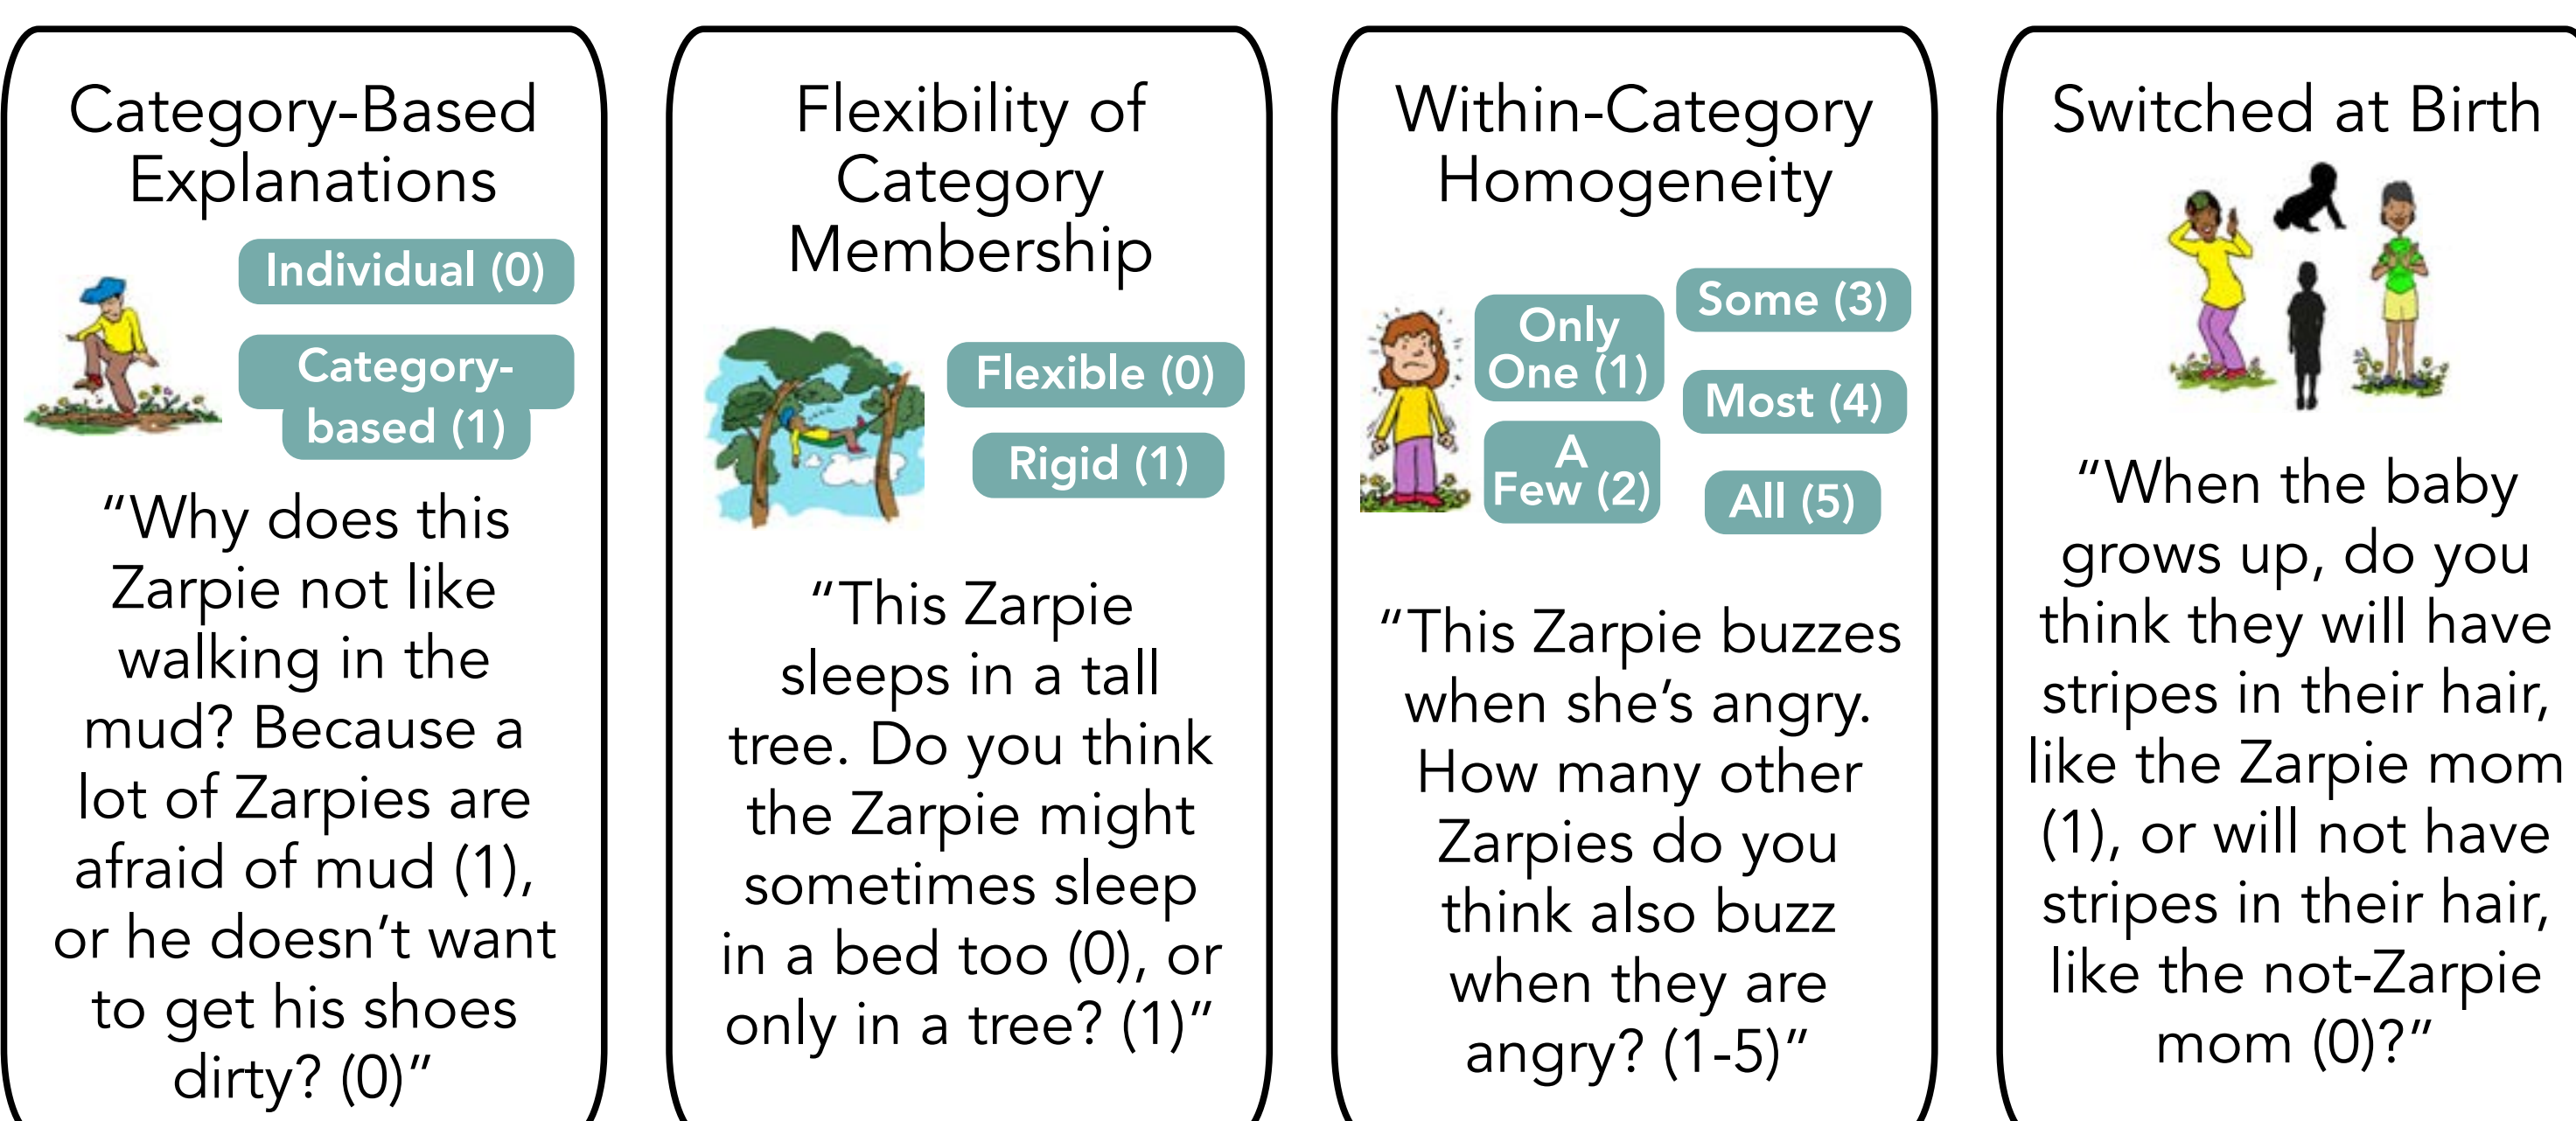 Category-Based
Explanations
Individual (0)
Category-
based (1)
“Why does this
Zarpie not like
walking in the
mud? Because a
lot of Zarpies are
afraid of mud (1),
or he doesn’t want
to get his shoes
dirty? (0)”
Flexibility of
Category
Membership
Flexible (0)
Rigid (1)
“This Zarpie
sleeps in a tall
tree. Do you think
the Zarpie might
sometimes sleep
in a bed too (0), or
only in a tree? (1)”
Within-Category
Homogeneity
Only
One (1)
A
Few (2)
Some (3)
Most (4)
All (5)
“This Zarpie buzzes
when she’s angry.
How many other
Zarpies do you
think also buzz
when they are
angry? (1-5)”
Switched at Birth
“When the baby
grows up, do you
think they will have
stripes in their hair,
like the Zarpie mom
(1), or will not have
stripes in their hair,
like the not-Zarpie
mom (0)?”